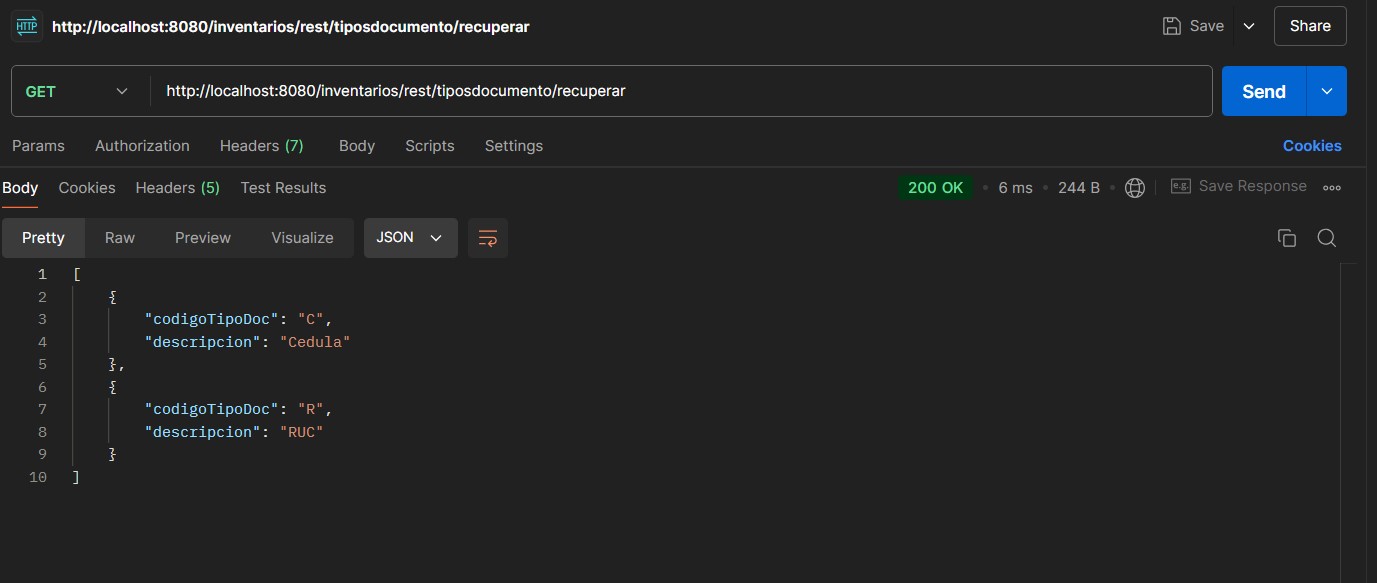 HTTP http://localhost:8080/inventarios/rest/tiposdocumento/recuperar Save Share
GET http://localhost:8080/inventarios/rest/tiposdocumento/recuperar Send
Params Authorization Headers (7) Body Scripts Settings Cookies
Body Cookies Headers (5) Test Results 200 OK • 6 ms • 244 B • e.g. Save Response
Pretty Raw Preview Visualize JSON
1 [
2 {
3 "codigoTipoDoc": "C",
4 "descripcion": "Cedula"
5 },
6 {
7 "codigoTipoDoc": "R",
8 "descripcion": "RUC"
9 }
10 ]